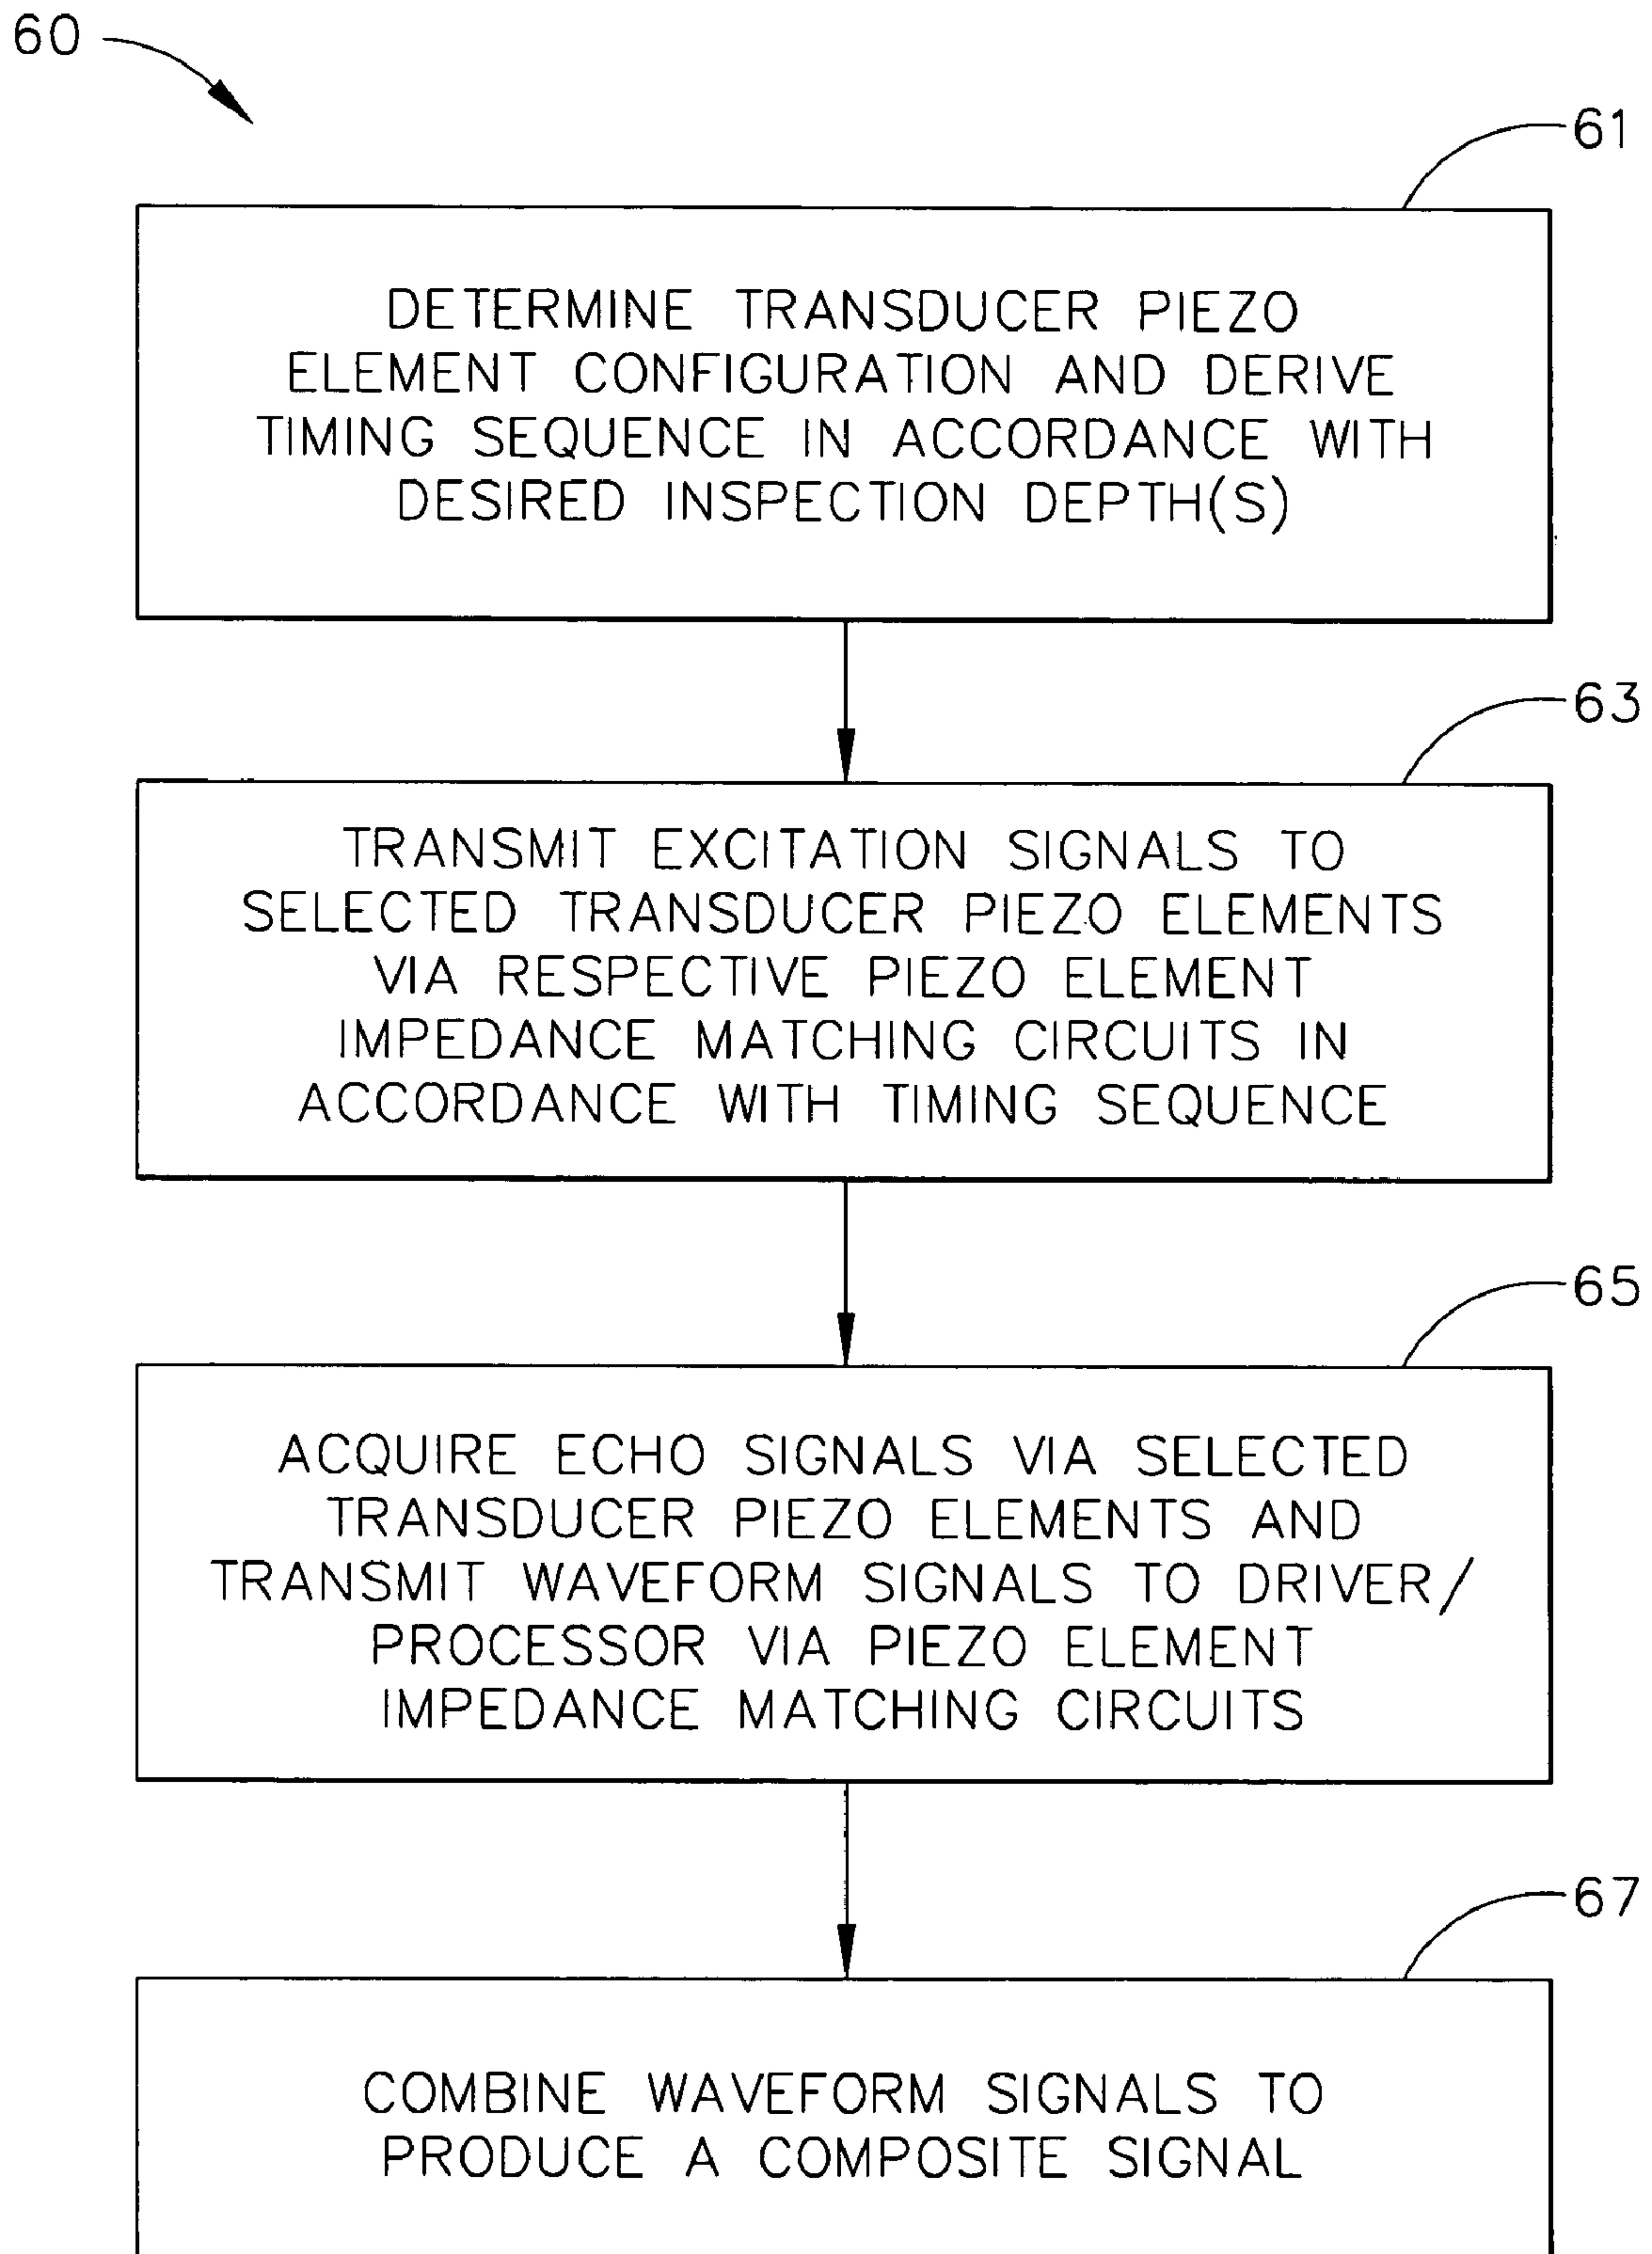 60
61
DETERMINE TRANSDUCER PIEZO
ELEMENT CONFIGURATION AND DERIVE
TIMING SEQUENCE IN ACCORDANCE WITH
DESIRED INSPECTION DEPTH(S)
63
TRANSMIT EXCITATION SIGNALS TO
SELECTED TRANSDUCER PIEZO ELEMENTS
VIA RESPECTIVE PIEZO ELEMENT
IMPEDANCE MATCHING CIRCUITS IN
ACCORDANCE WITH TIMING SEQUENCE
65
ACQUIRE ECHO SIGNALS VIA SELECTED
TRANSDUCER PIEZO ELEMENTS AND
TRANSMIT WAVEFORM SIGNALS TO DRIVER/
PROCESSOR VIA PIEZO ELEMENT
IMPEDANCE MATCHING CIRCUITS
67
COMBINE WAVEFORM SIGNALS TO
PRODUCE A COMPOSITE SIGNAL